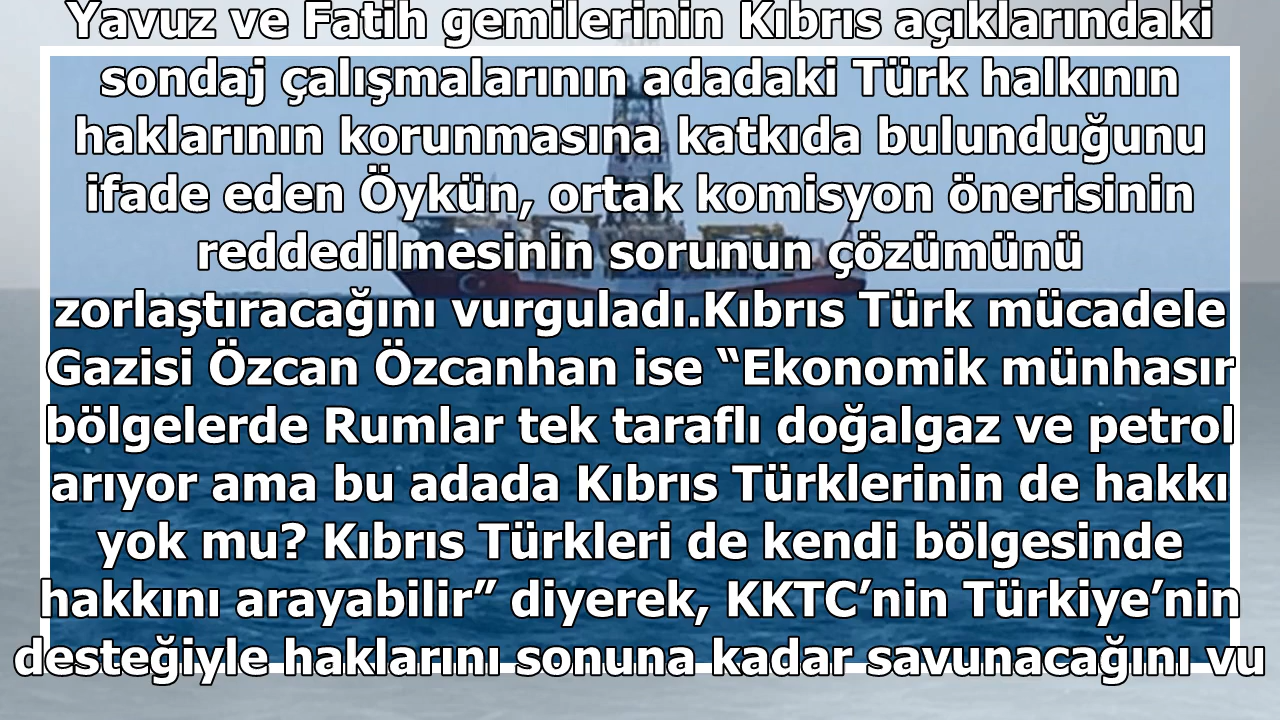 Yavuz ve Fatih gemilerinin Kıbrıs açıklarındaki
sondaj çalışmalarının adadaki Türk halkının
haklarının korunmasına katkıda bulunduğunu
ifade eden Öykün, ortak komisyon önerisinin
reddedilmesinin sorunun çözümünü
zorlaştıracağını vurguladı.Kıbrıs Türk mücadele
Gazisi Özcan Özcanhan ise “Ekonomik münhasır
bölgelerde Rumlar tek taraflı doğalgaz ve petrol
arıyor ama bu adada Kıbrıs Türklerinin de hakkı
yok mu? Kıbrıs Türkleri de kendi bölgesinde
hakkını arayabilir” diyerek, KKTC’nin Türkiye’nin
desteğiyle haklarını sonuna kadar savunacağını vu